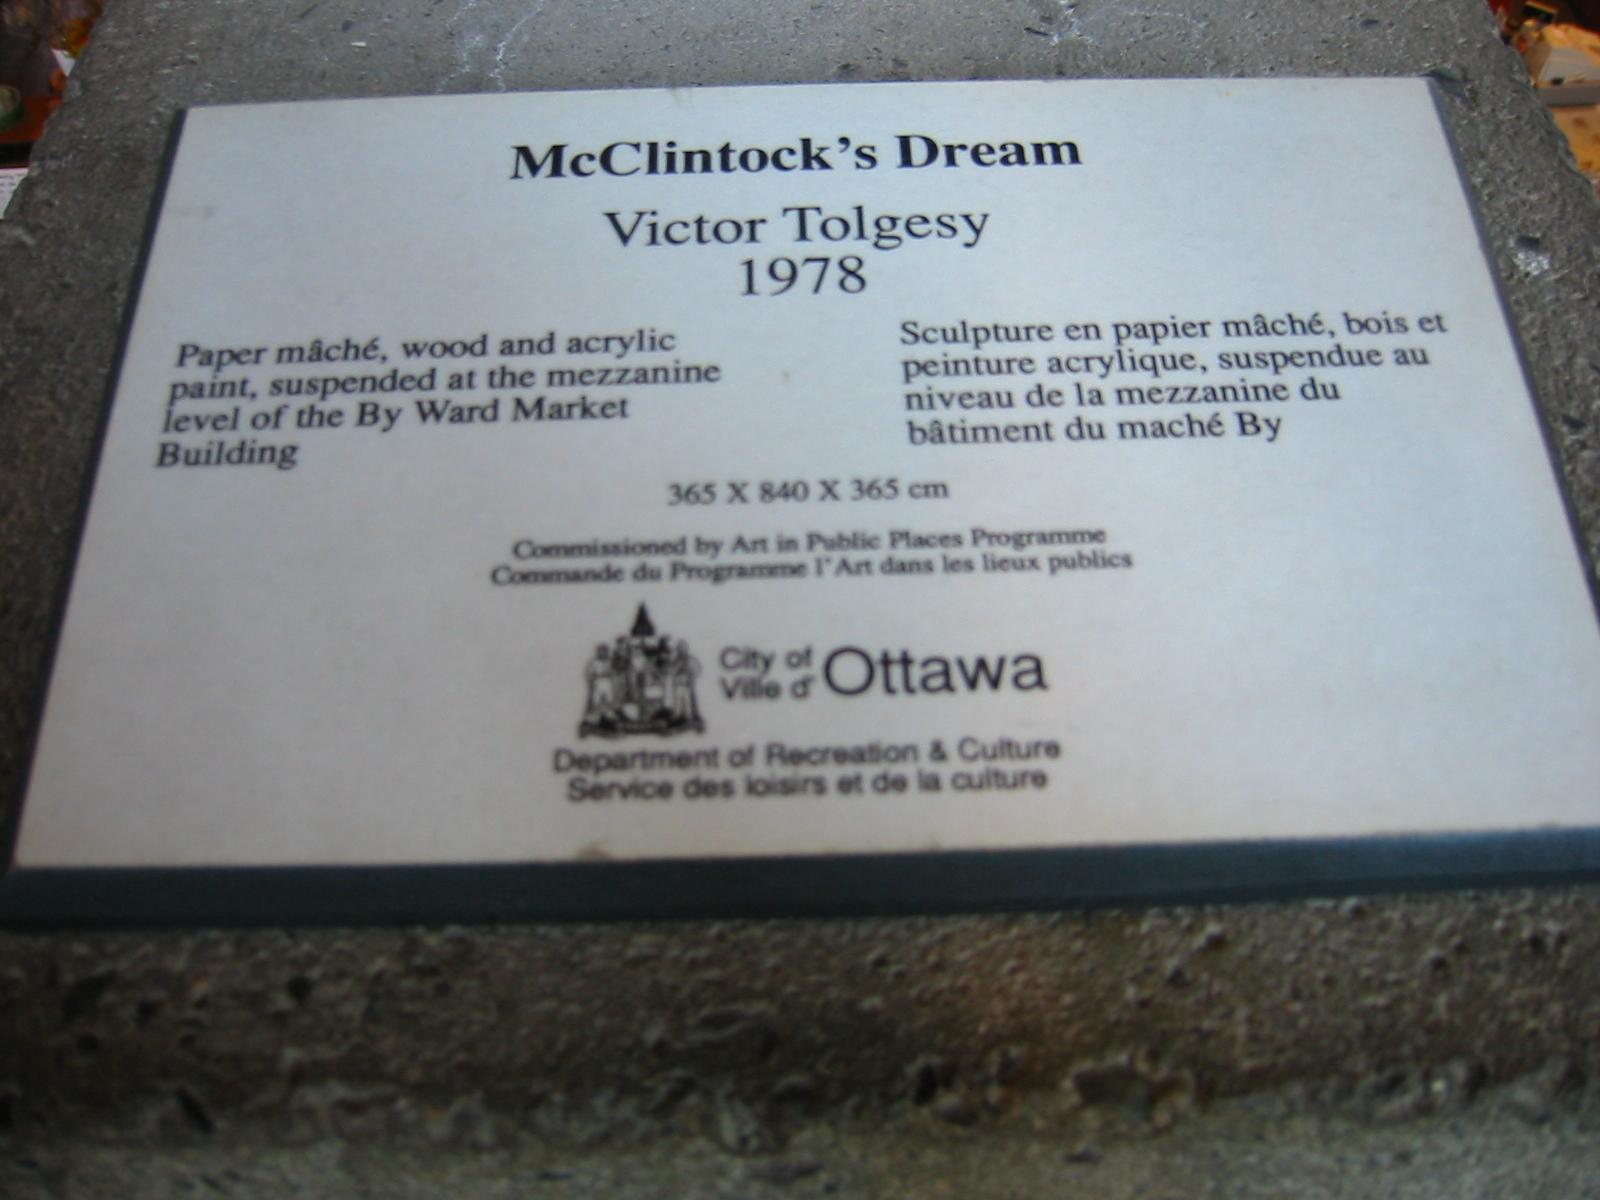 McClintock's Dream
Victor Tolgesy
1978
Paper mâché, wood and acrylic
paint, suspended at the mezzanine
level of the By Ward Market
Building
Sculpture en papier mâché, bois et
peinture acrylique, suspendue au
niveau de la mezzanine du
bâtiment du maché By
365 X 840 X 365 cm
Commissioned by Art in Public Places Programme
Commande du Programme l'Art dans les lieux publics
City of
Ville d'
Ottawa
Department of Recreation & Culture
Service des loisirs et de la culture